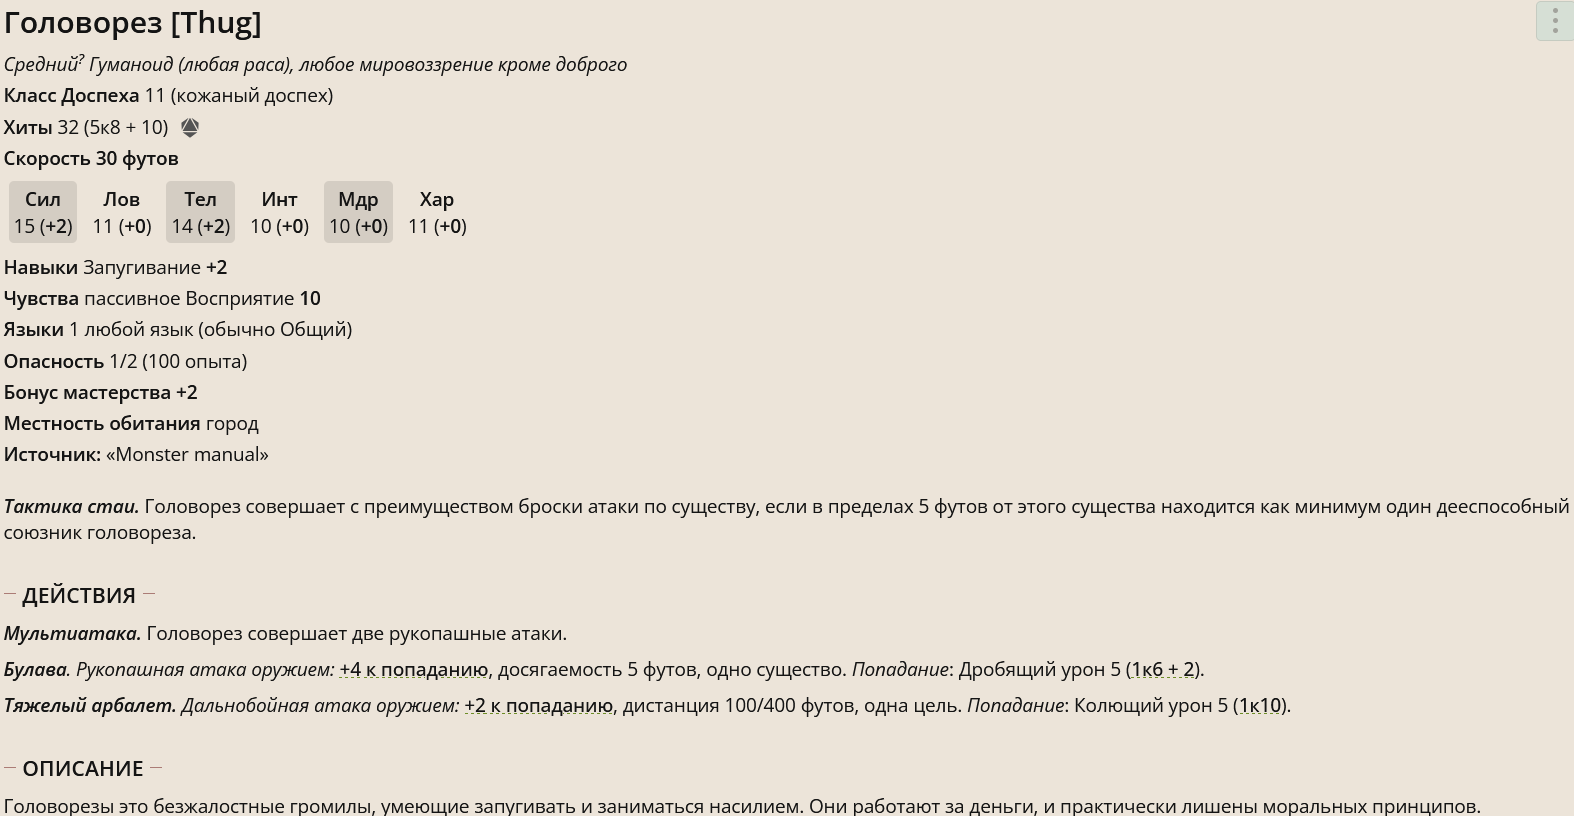 Головорез [Thug]
Средний? Гуманоид (любая раса), любое мировоззрение кроме доброго
Класс Доспеха 11 (кожаный доспех)
Хиты 32 (5к8 + 10)
Скорость 30 футов
Сил Лов Тел Инт Мдр Хар
15 (+2) 11 (+0) 14 (+2) 10 (+0) 10 (+0) 11 (+0)
Навыки Запугивание +2
Чувства пассивное Восприятие 10
Языки 1 любой язык (обычно Общий)
Опасность 1/2 (100 опыта)
Бонус мастерства +2
Местность обитания город
Источник: «Monster manual»
Тактика стаи. Головорез совершает с преимуществом броски атаки по существу, если в пределах 5 футов от этого существа находится как минимум один дееспособный
союзник головореза.
— ДЕЙСТВИЯ —
Мультиатака. Головорез совершает две рукопашные атаки.
Булава. Рукопашная атака оружием: +4 к попаданию, досягаемость 5 футов, одно существо. Попадание: Дробящий урон 5 (1к6 + 2).
Тяжелый арбалет. Дальнобойная атака оружием: +2 к попаданию, дистанция 100/400 футов, одна цель. Попадание: Колющий урон 5 (1к10).
— ОПИСАНИЕ —
Головорезы это безжалостные громилы, умеющие запугивать и заниматься насилием. Они работают за деньги, и практически лишены моральных принципов.